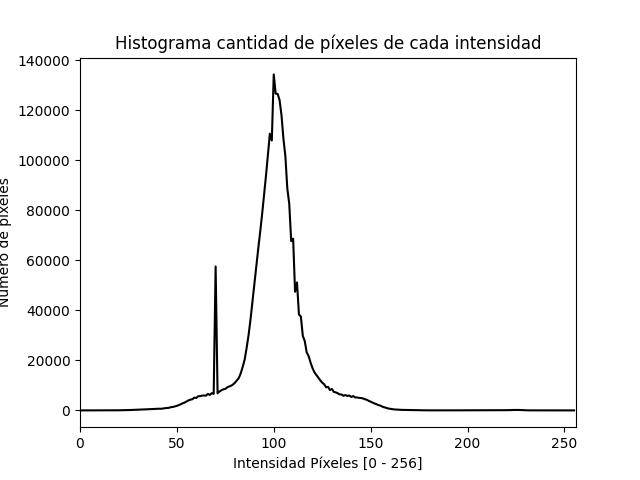 Histograma cantidad de píxeles de cada intensidad
140000
120000
100000
80000
60000
40000
20000
0
Número de píxeles
0 50 100 150 200 250
Intensidad Píxeles [0 - 256]